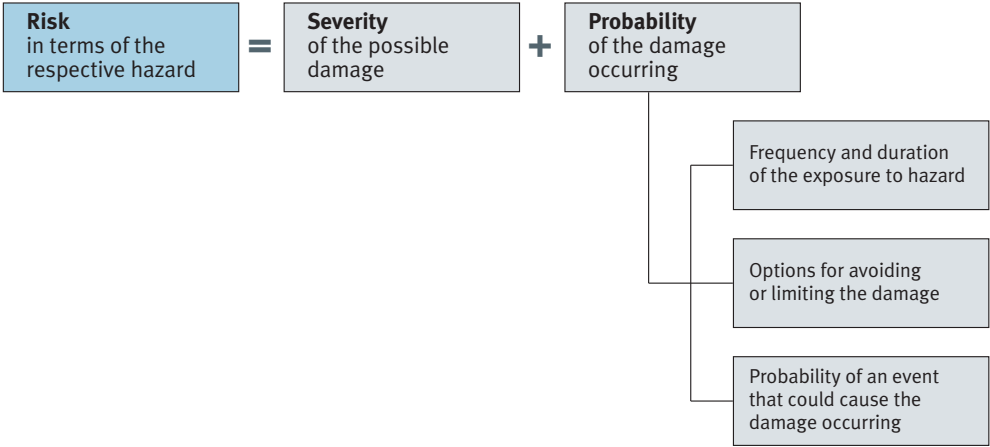 Risk
in terms of the
respective hazard
=
Severity
of the possible
damage
+
Probability
of the damage
occurring
Frequency and duration
of the exposure to hazard
Options for avoiding
or limiting the damage
Probability of an event
that could cause the
damage occurring